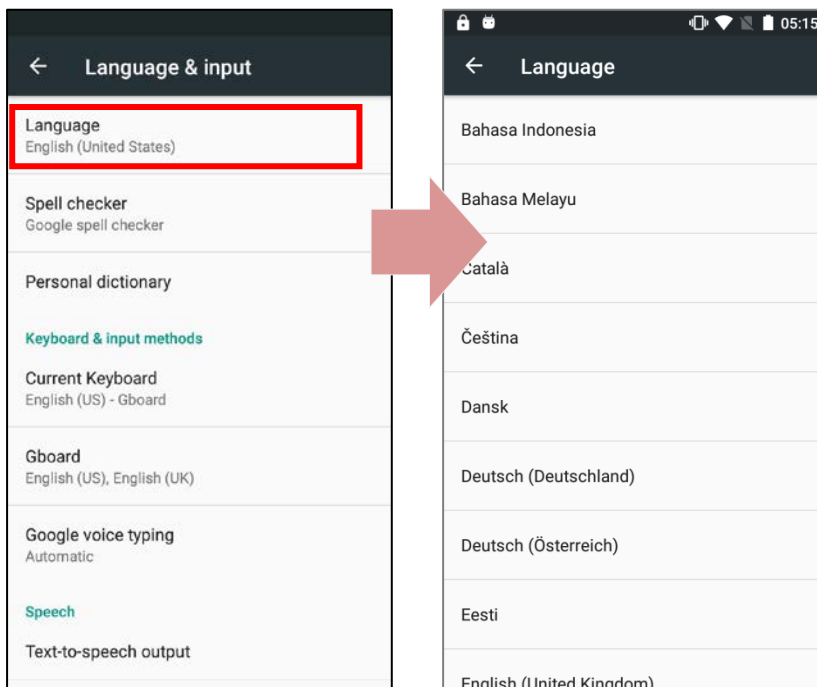 Language & input
Language
English (United States)
Spell checker
Google spell checker
Personal dictionary
Keyboard & input methods
Current Keyboard
English (US) - Gboard
Gboard
English (US), English (UK)
Google voice typing
Automatic
Speech
Text-to-speech output
05:15
Language
Bahasa Indonesia
Bahasa Melayu
Català
Čeština
Dansk
Deutsch (Deutschland)
Deutsch (Österreich)
Eesti
English (United Kingdom)